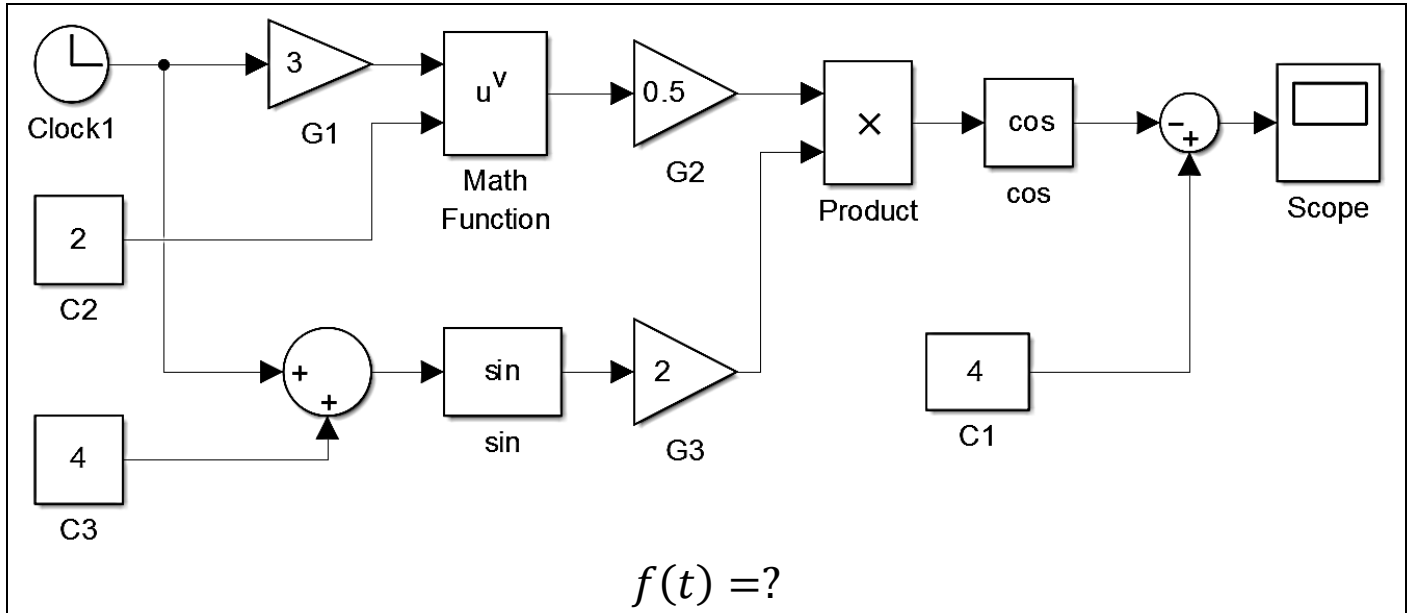 3
u^v
0.5
Clock1
G1
×
cos
-
+
G2
Math
Function
Product
cos
Scope
2
C2
+
+
sin
2
4
sin
G3
C1
4
C3
f(t) =?